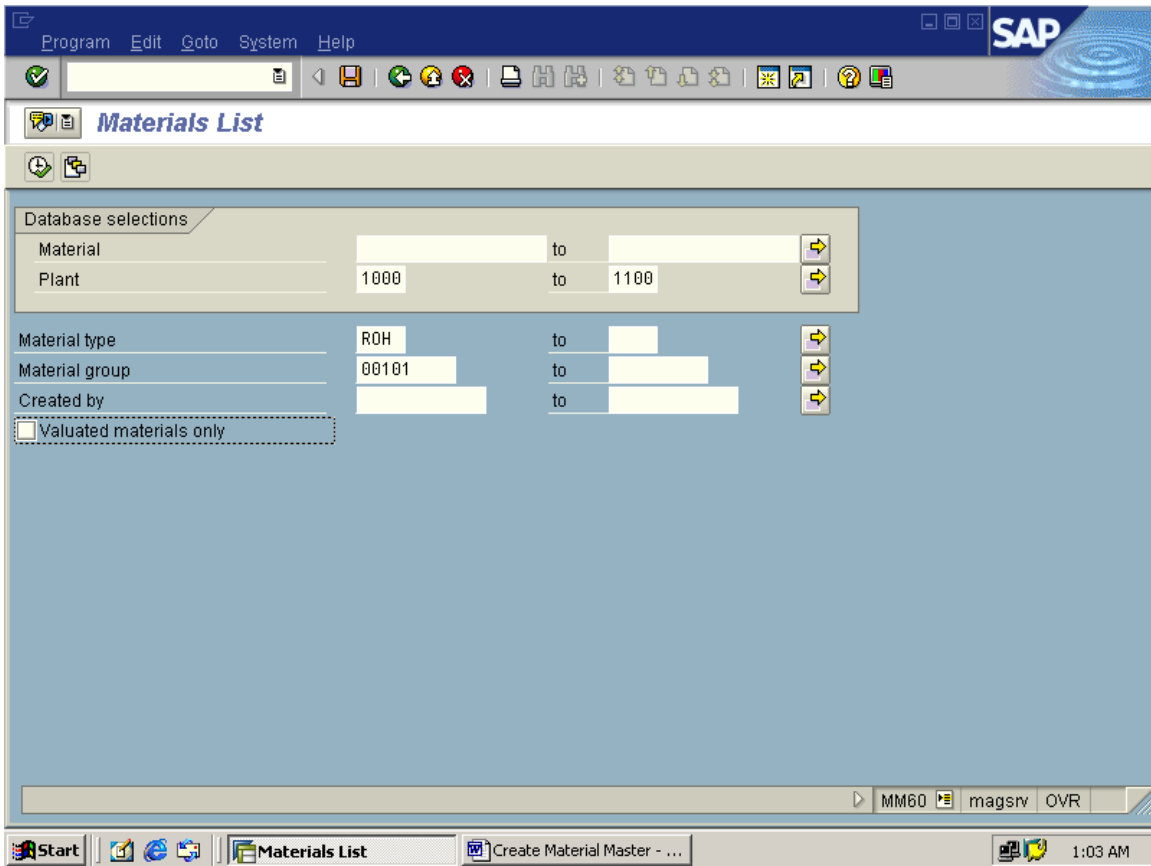 Program Edit Goto System Help
SAP
Materials List
Database selections
Material to
Plant 1000 to 1100
Material type ROH to
Material group 00101 to
Created by to
Valuated materials only
MM60 magsrv OVR
Start Materials List Create Material Master - ... 1:03 AM